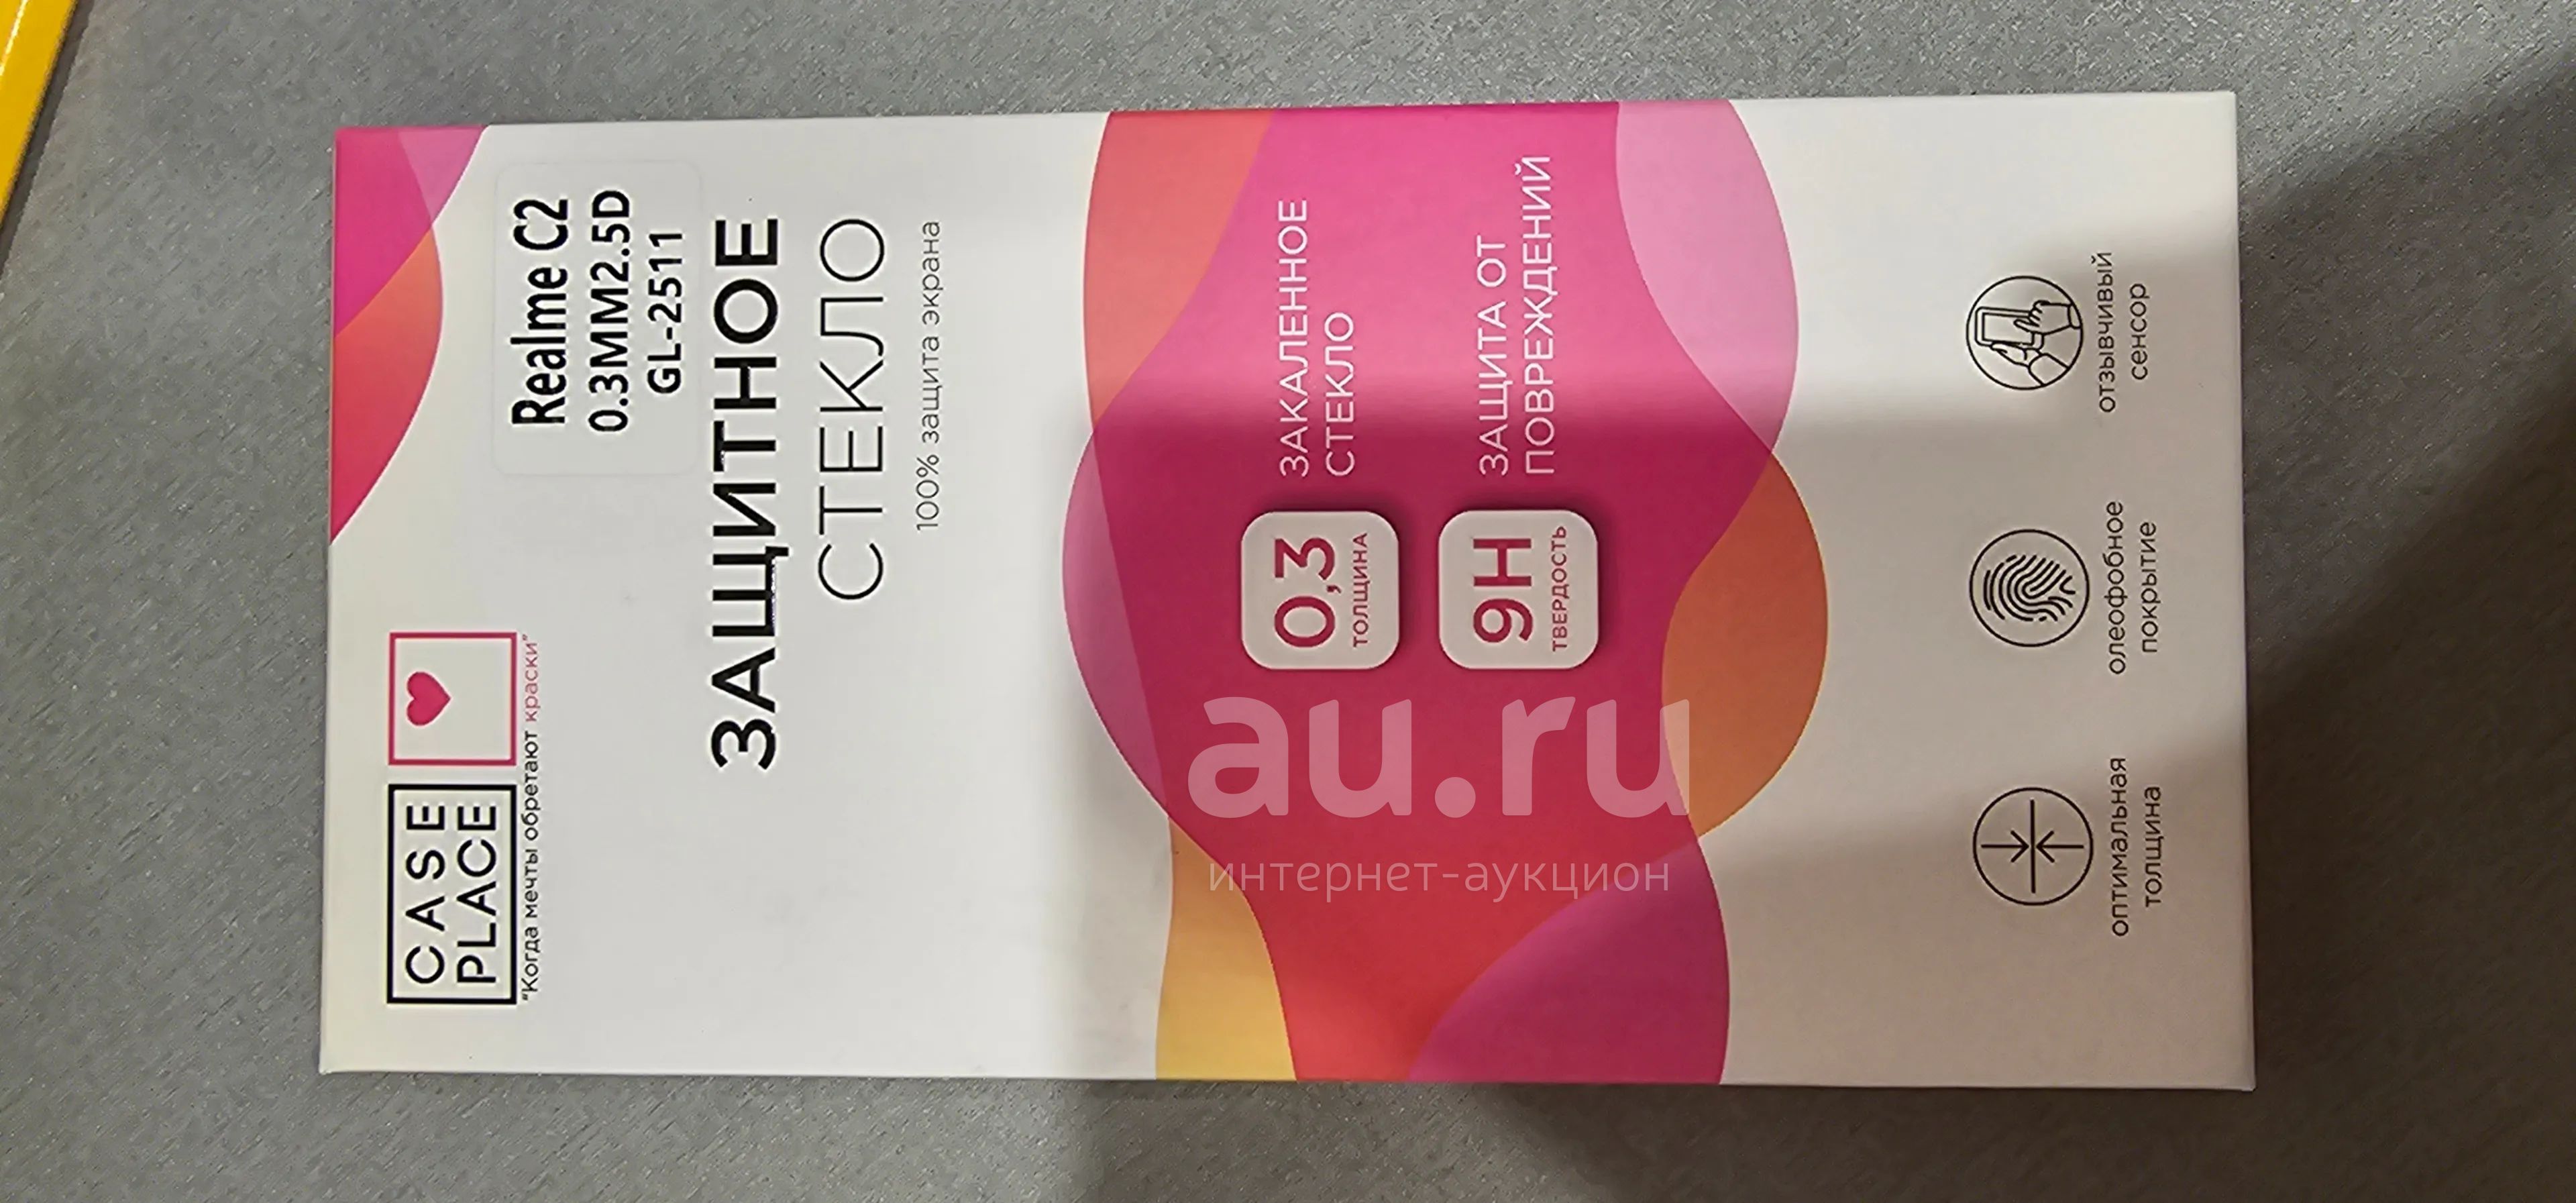 CASE
PLACE
"Когда мечты обретают краски"
Realme C2
0.3MM2.5D
GL-2511
ЗАЩИТНОЕ
СТЕКЛО
100% защита экрана
0,3
ТОЛЩИНА
ЗАКАЛЕННОЕ
СТЕКЛО
9H
ТВЕРДОСТЬ
ЗАЩИТА ОТ
ПОВРЕЖДЕНИЙ
оптимальная
толщина
олеофобное
покрытие
отзывчивый
сенсор
au.ru
интернет-аукцион